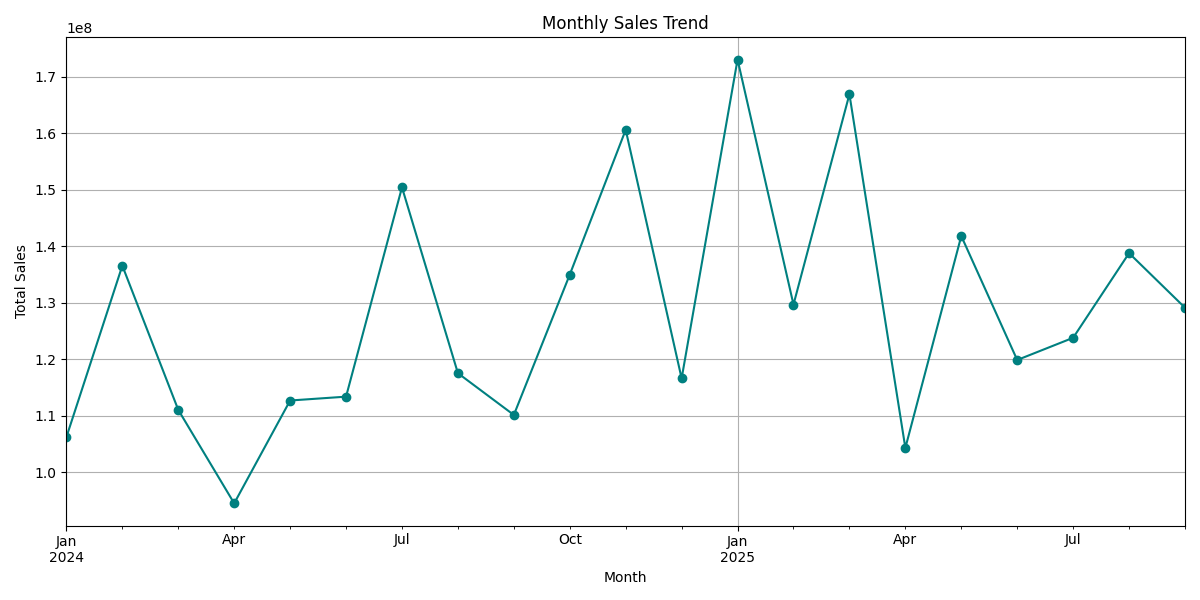 Monthly Sales Trend
1e8
1.7
1.6
1.5
1.4
1.3
1.2
1.1
1.0
Total Sales
Jan Apr Jul Oct Jan Apr Jul
2024 2025
Month